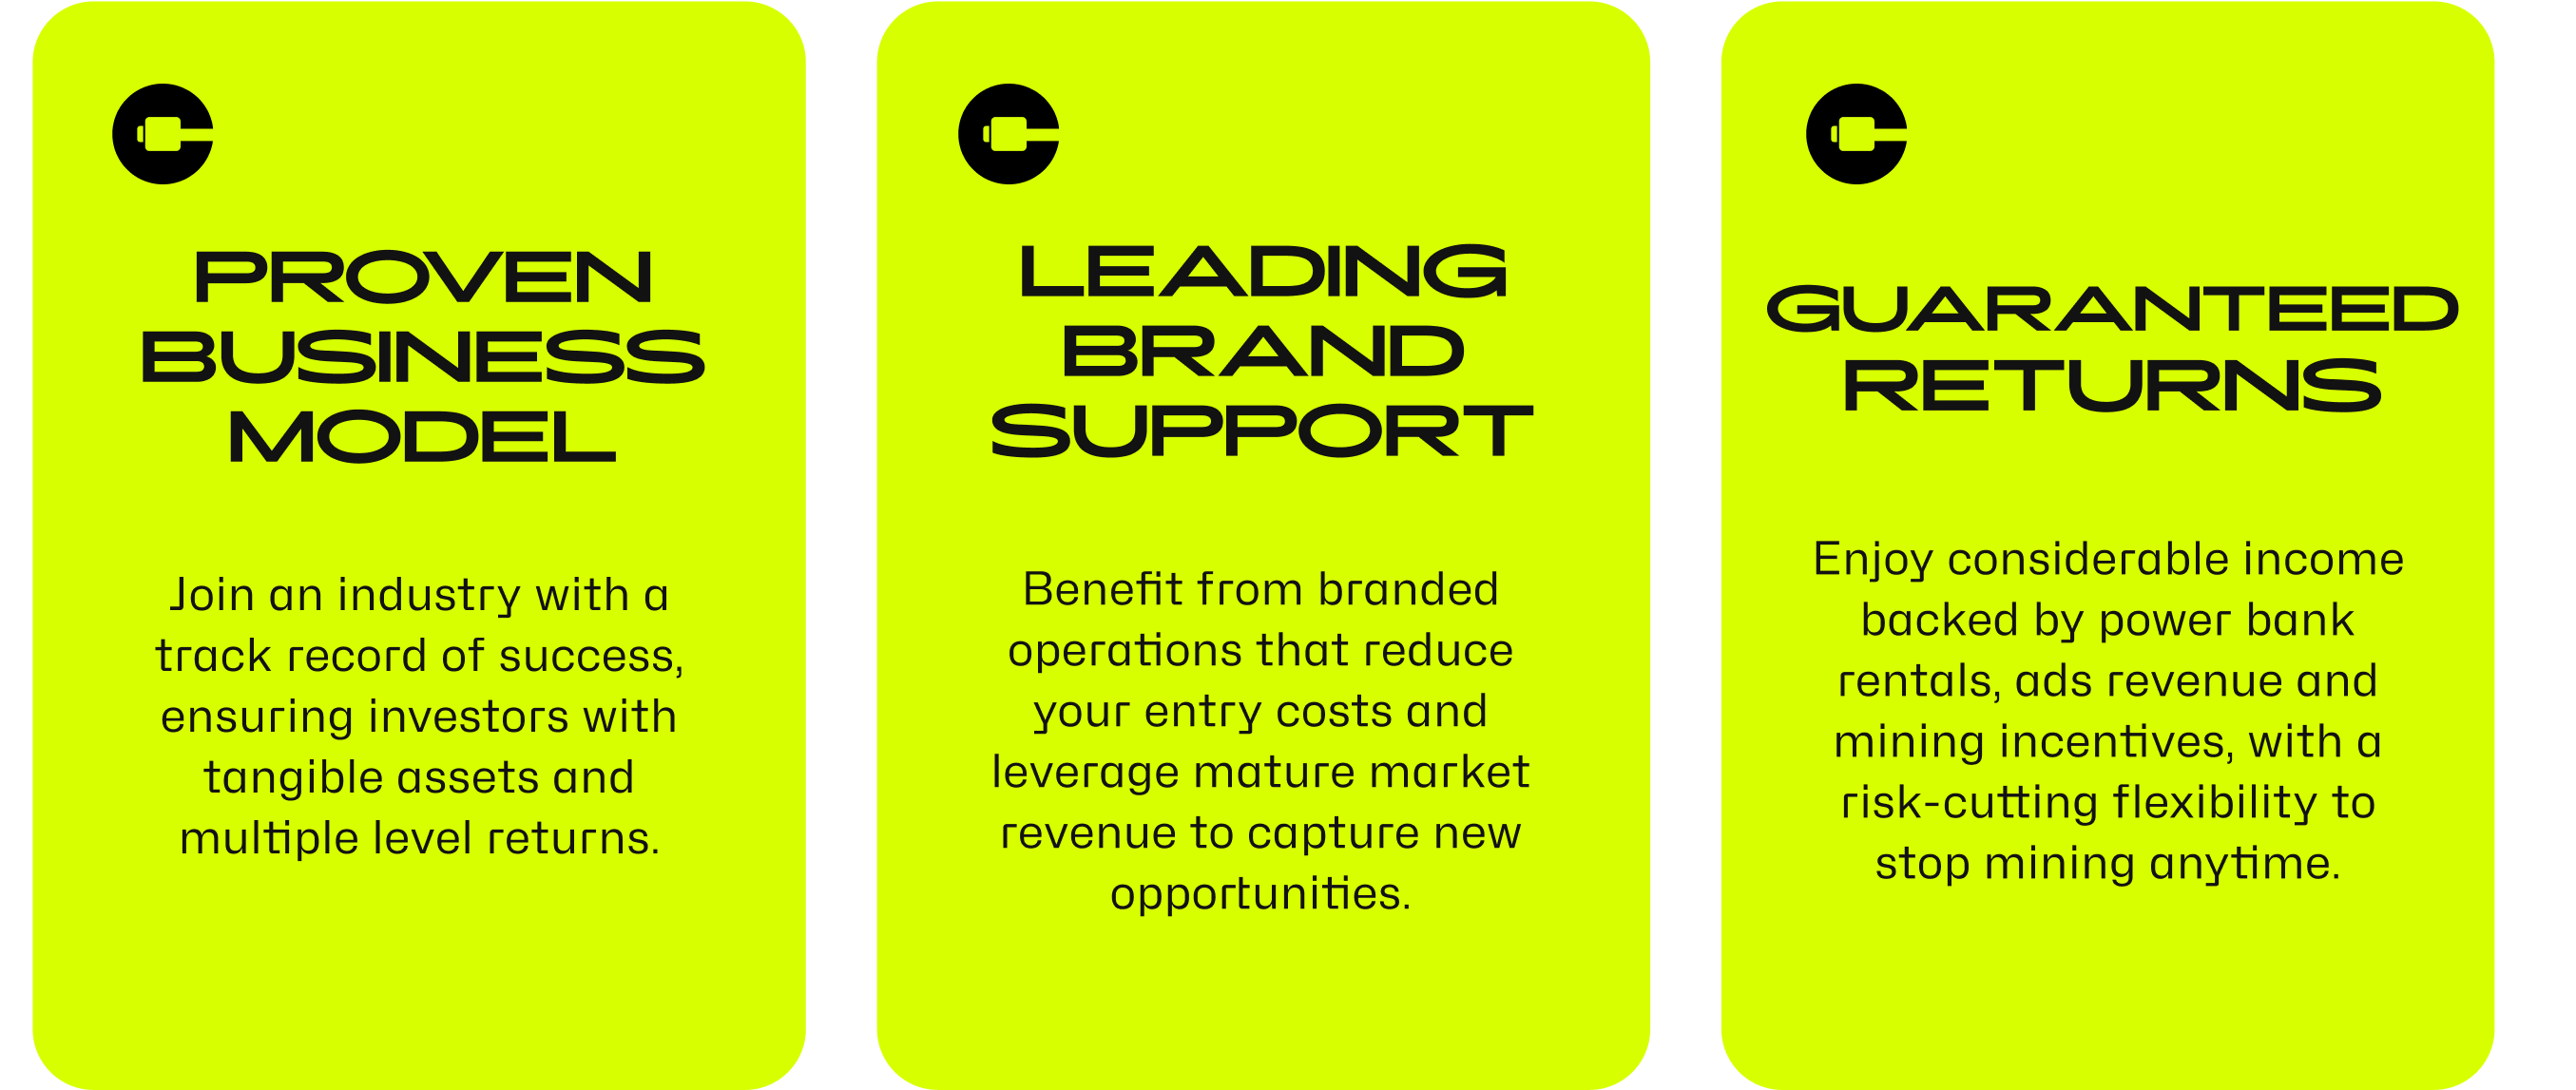 PROVEN
BUSINESS
MODEL
Join an industry with a
track record of success,
ensuring investors with
tangible assets and
multiple level returns.
LEADING
BRAND
SUPPORT
Benefit from branded
operations that reduce
your entry costs and
leverage mature market
revenue to capture new
opportunities.
GUARANTEED
RETURNS
Enjoy considerable income
backed by power bank
rentals, ads revenue and
mining incentives, with a
risk-cutting flexibility to
stop mining anytime.